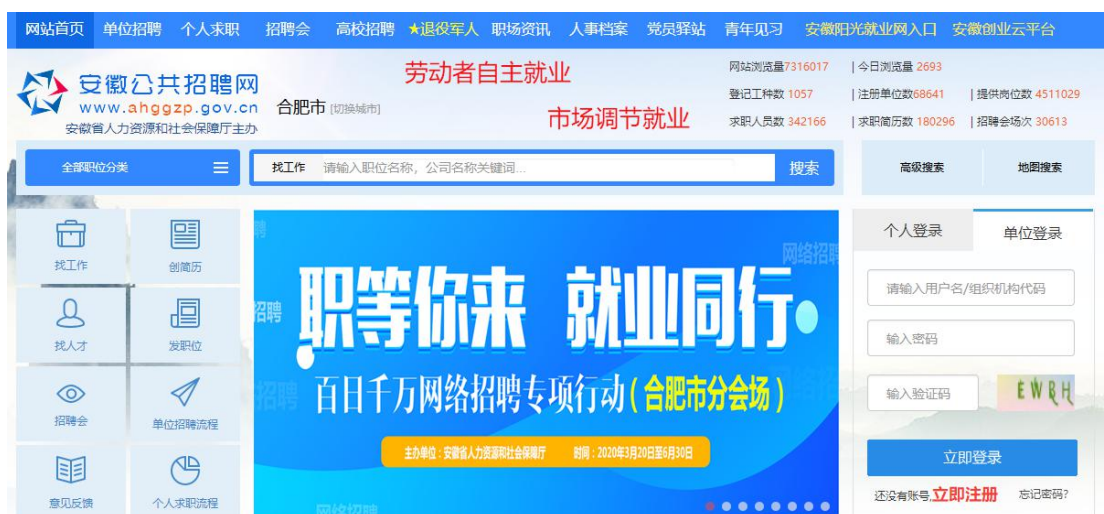 网站首页 单位招聘 个人求职 招聘会 高校招聘 ★退役军人 职场资讯 人事档案 党员驿站 青年见习 安徽阳光就业网入口 安徽创业云平台
安徽公共招聘网
www.ahggzp.gov.cn
安徽省人力资源和社会保障厅主办
合肥市 [切换城市]
劳动者自主就业
市场调节就业
网站浏览量7316017 |今日浏览量 2693
登记工种数 1057 |注册单位数68641 |提供岗位数 4511029
求职人员数 342166 |求职简历数 180296 |招聘会场次 30613
全部职位分类
找工作 请输入职位名称，公司名称关键词... 搜索
高级搜索 地图搜索
找工作 创简历
找人才 发职位
招聘会 单位招聘流程
意见反馈 个人求职流程
聘
网络招聘
招聘
职等你来 就业同行
招聘
百日千万网络招聘专项行动（合肥市分会场）
主办单位：安徽省人力资源和社会保障厅 时间：2020年3月20日至6月30日
网络招聘
个人登录 单位登录
请输入用户名/组织机构代码
输入密码
输入验证码 EWBH
立即登录
还没有账号,立即注册 忘记密码?